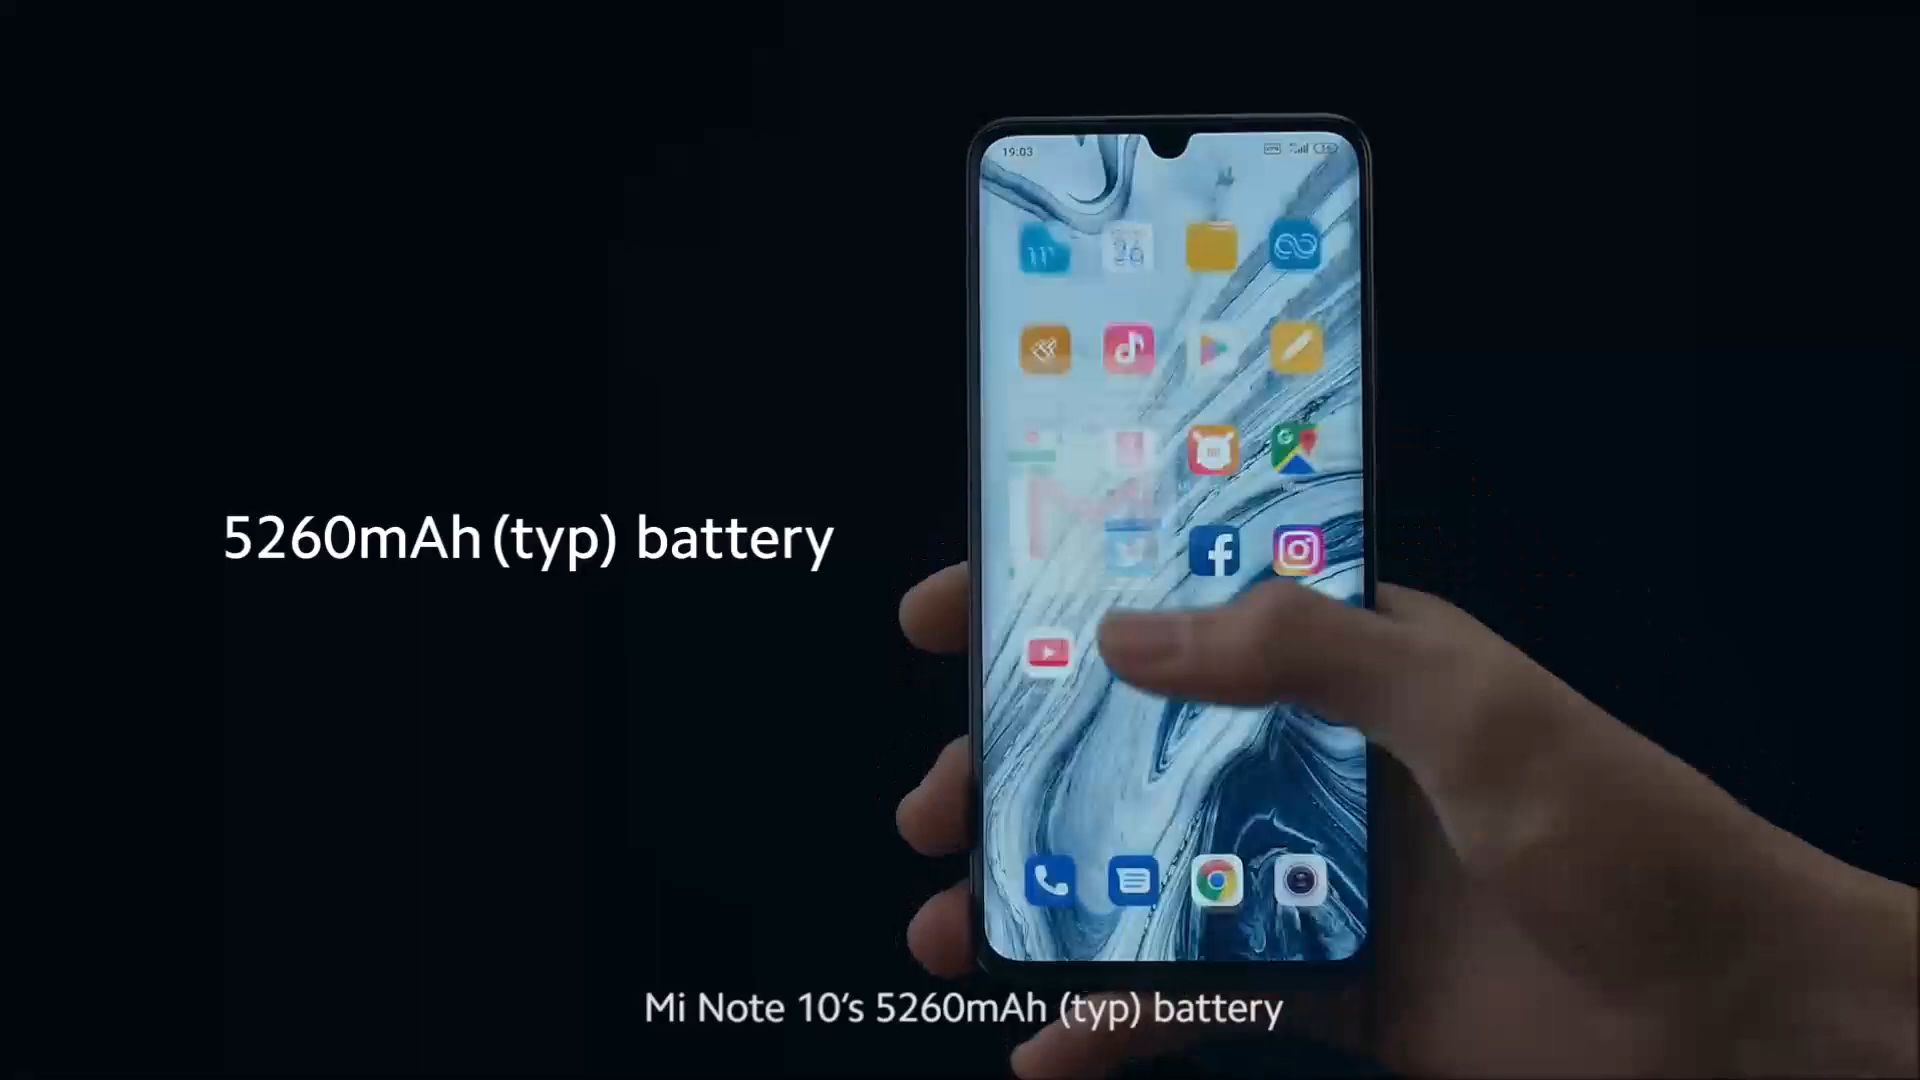 19:03
26
5260mAh (typ) battery
Mi Note 10's 5260mAh (typ) battery